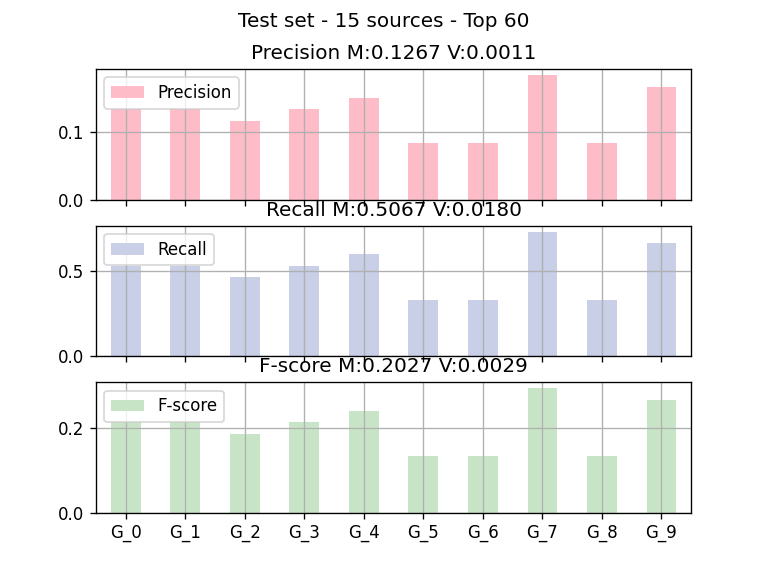 Test set - 15 sources - Top 60
Precision M:0.1267 V:0.0011
Precision
0.1
0.0
Recall M:0.5067 V:0.0180
Recall
0.5
0.0
F-score M:0.2027 V:0.0029
F-score
0.2
0.0
G_0 G_1 G_2 G_3 G_4 G_5 G_6 G_7 G_8 G_9